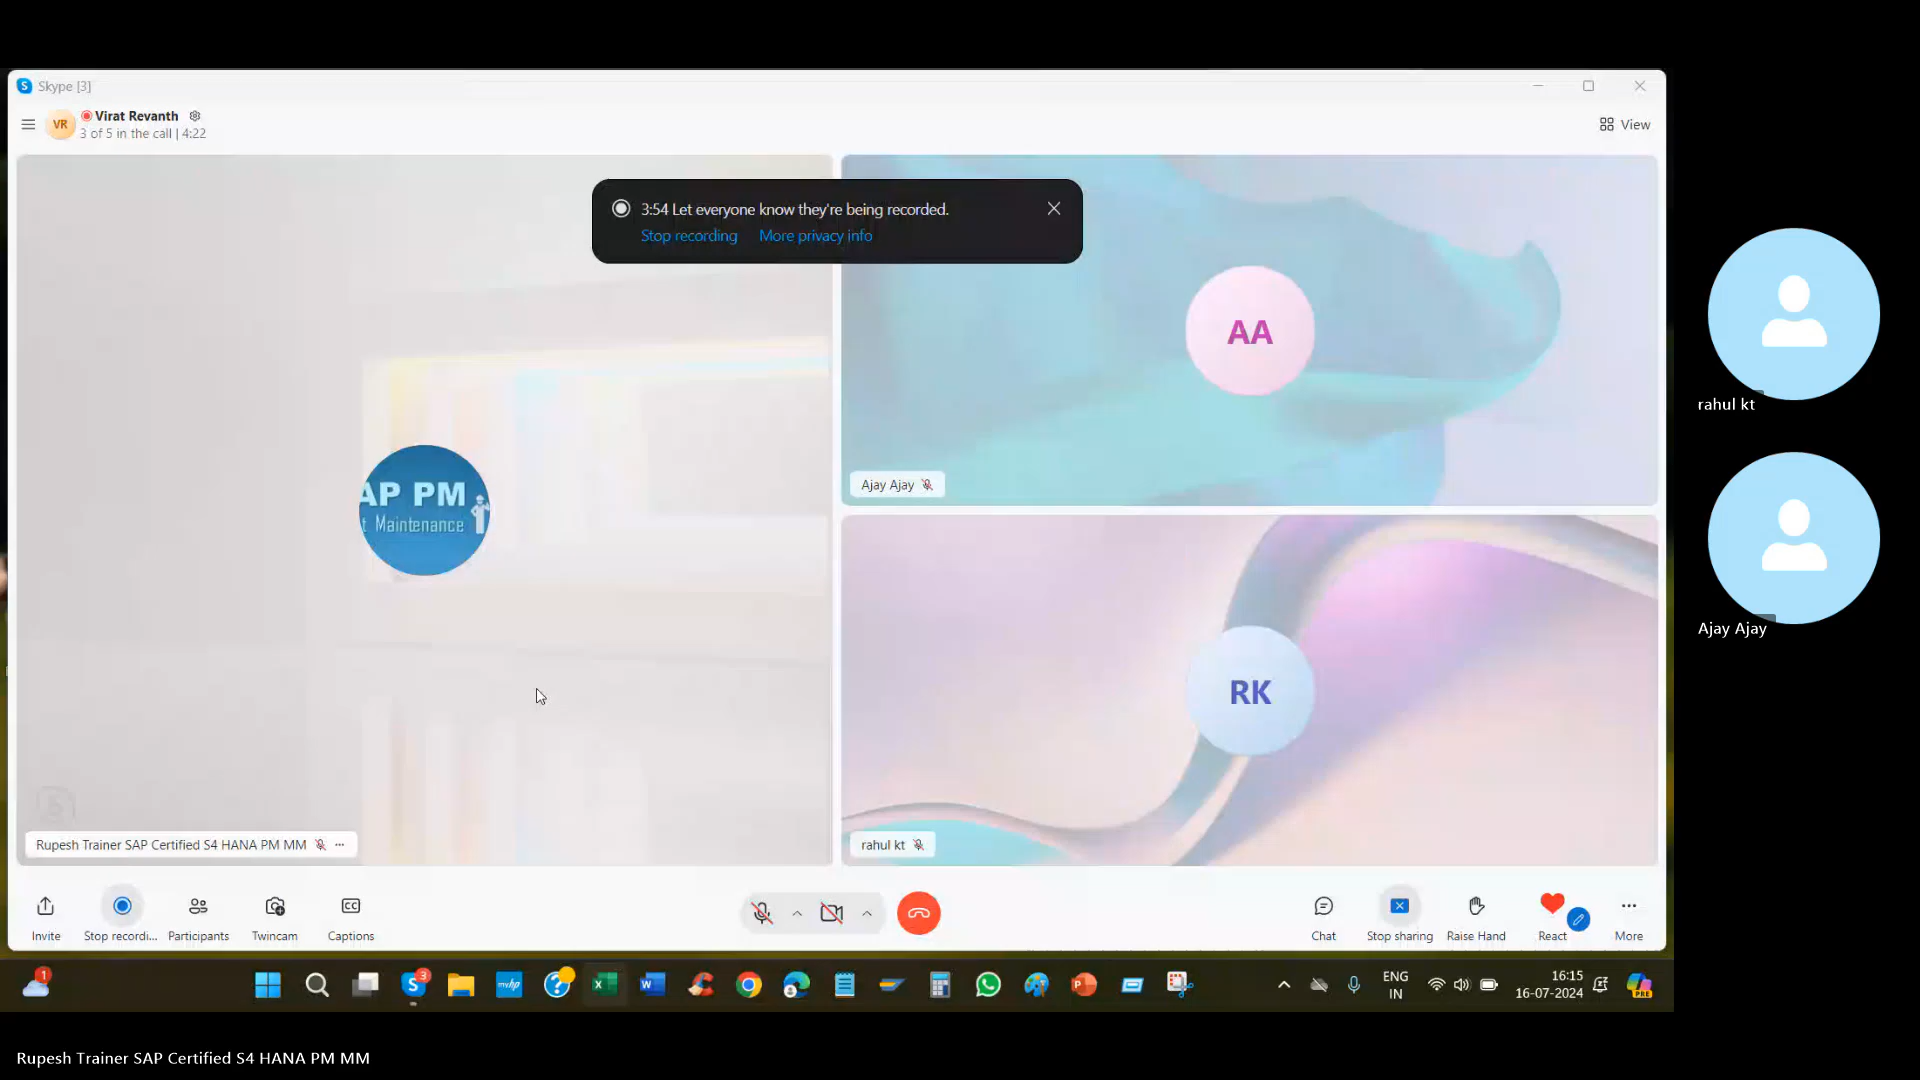 Skype [3]
VR
Virat Revanth
3 of 5 in the call | 4:22
View
3:54 Let everyone know they're being recorded.
Stop recording More privacy info
AA
AP PM
t Maintenance
Ajay Ajay
RK
Rupesh Trainer SAP Certified S4 HANA PM MM
rahul kt
Invite
Stop recordi...
Participants
Twincam
CC
Captions
Chat
Stop sharing
Raise Hand
React
More
1
3
ENG
IN
16:15
16-07-2024
PRE
rahul kt
Ajay Ajay
Rupesh Trainer SAP Certified S4 HANA PM MM